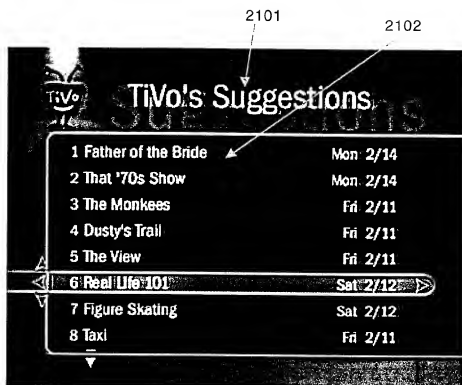 2101
2102
TiVo
TiVo's Suggestions
1 Father of the Bride Mon 2/14
2 That '70s Show Mon 2/14
3 The Monkees Fri 2/11
4 Dusty's Trail Fri 2/11
5 The View Fri 2/11
6 Real Life 101 Sat 2/12
7 Figure Skating Sat 2/12
8 Taxi Fri 2/11